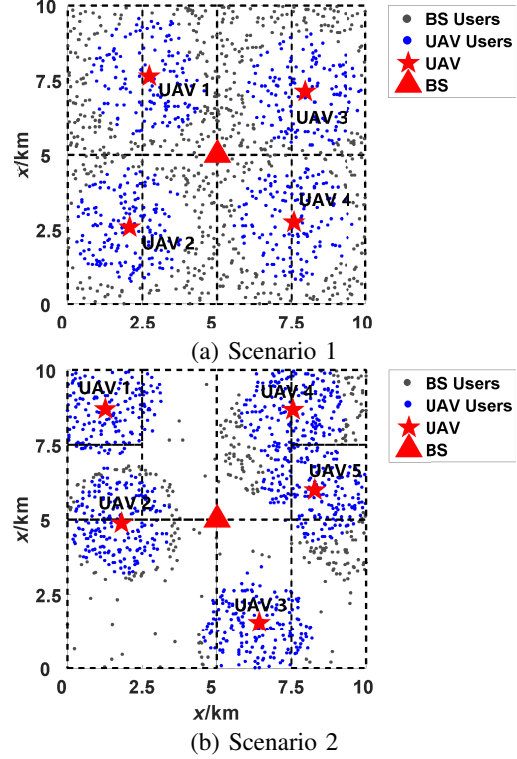 10
7.5
5
2.5
0
x/km
UAV 1
UAV 3
UAV 4
UAV 2
0 2.5 5 7.5 10
BS Users
UAV Users
UAV
BS
(a) Scenario 1
10
7.5
5
2.5
0
x/km
UAV 1
UAV 4
UAV 5
UAV 2
UAV 3
0 2.5 5 7.5 10
x/km
BS Users
UAV Users
UAV
BS
(b) Scenario 2